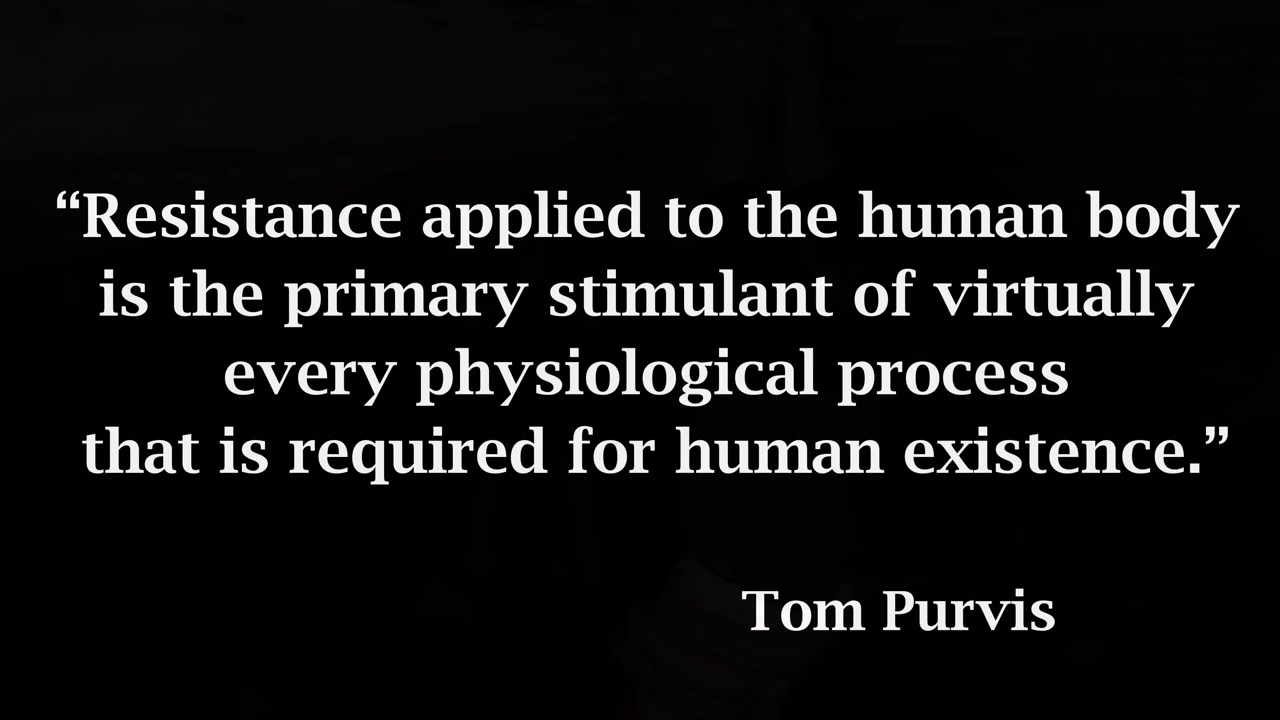 “Resistance applied to the human body
is the primary stimulant of virtually
every physiological process
that is required for human existence.”
Tom Purvis